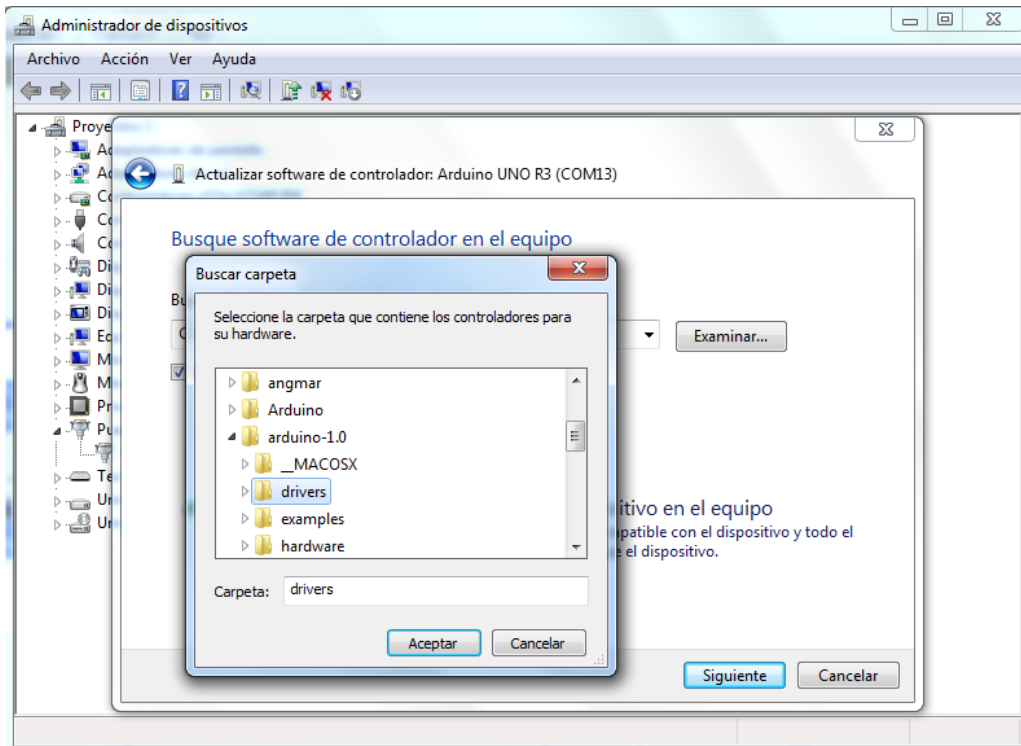 Administrador de dispositivos
Archivo Acción Ver Ayuda
Actualizar software de controlador: Arduino UNO R3 (COM13)
Busque software de controlador en el equipo
Buscar carpeta
Seleccione la carpeta que contiene los controladores para
su hardware.
Examinar...
angmar
Arduino
arduino-1.0
__MACOSX
drivers
examples
hardware
itivo en el equipo
patible con el dispositivo y todo el
e el dispositivo.
Carpeta: drivers
Aceptar Cancelar
Siguiente Cancelar